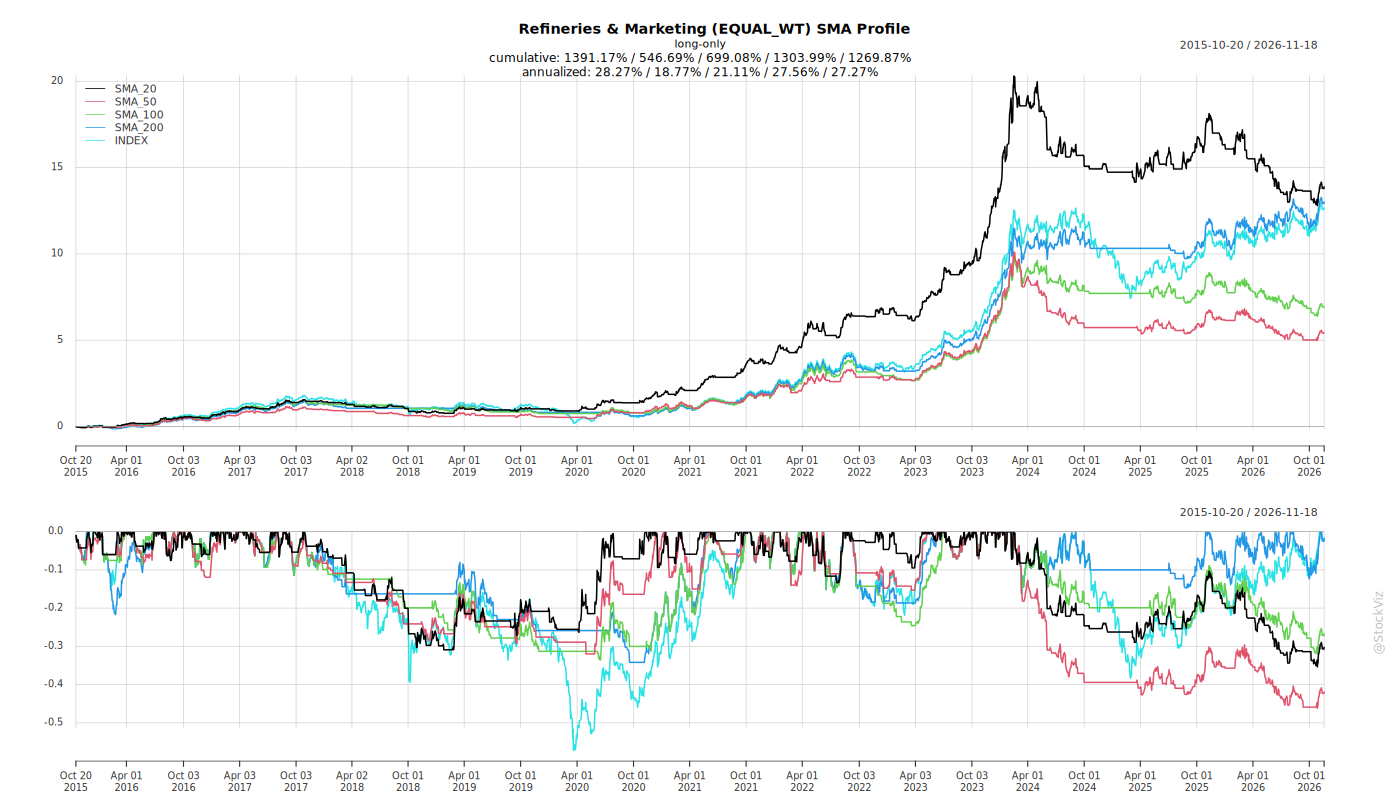 Refineries & Marketing (EQUAL_WT) SMA Profile
long-only
cumulative: 1391.17% / 546.69% / 699.08% / 1303.99% / 1269.87%
annualized: 28.27% / 18.77% / 21.11% / 27.56% / 27.27%
2015-10-20 / 2026-11-18
SMA_20
SMA_50
SMA_100
SMA_200
INDEX
20
15
10
5
0
Oct 20 Apr 01 Oct 03 Apr 03 Oct 03 Apr 02 Oct 01 Apr 01 Oct 01 Apr 01 Oct 01 Apr 01 Oct 01 Apr 01 Oct 03 Apr 03 Oct 03 Apr 01 Oct 01 Apr 01 Oct 01 Apr 01 Oct 01
2015 2016 2016 2017 2017 2018 2018 2019 2019 2020 2020 2021 2021 2022 2022 2023 2023 2024 2024 2025 2025 2026 2026
2015-10-20 / 2026-11-18
0.0
-0.1
-0.2
-0.3
-0.4
-0.5
Oct 20 Apr 01 Oct 03 Apr 03 Oct 03 Apr 02 Oct 01 Apr 01 Oct 01 Apr 01 Oct 01 Apr 01 Oct 01 Apr 01 Oct 03 Apr 03 Oct 03 Apr 01 Oct 01 Apr 01 Oct 01 Apr 01 Oct 01
2015 2016 2016 2017 2017 2018 2018 2019 2019 2020 2020 2021 2021 2022 2022 2023 2023 2024 2024 2025 2025 2026 2026
@StockViz